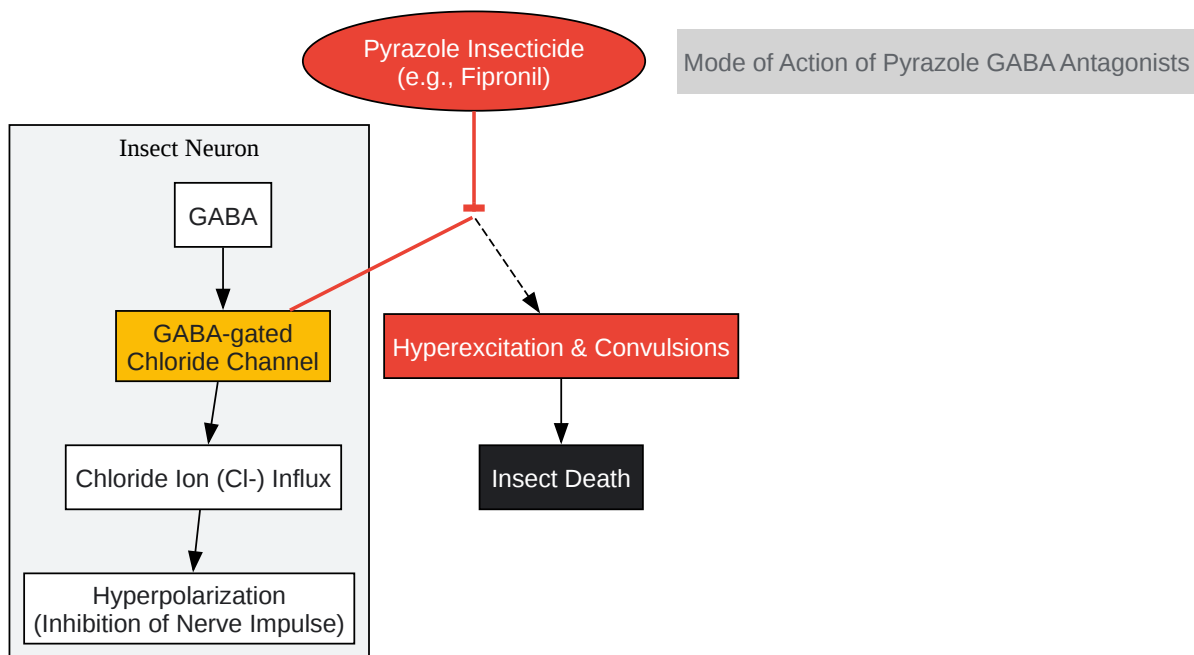 Pyrazole Insecticide
(e.g., Fipronil)
Mode of Action of Pyrazole GABA Antagonists
Insect Neuron
GABA
GABA-gated
Chloride Channel
Hyperexcitation & Convulsions
Chloride Ion (Cl-) Influx
Insect Death
Hyperpolarization
(Inhibition of Nerve Impulse)